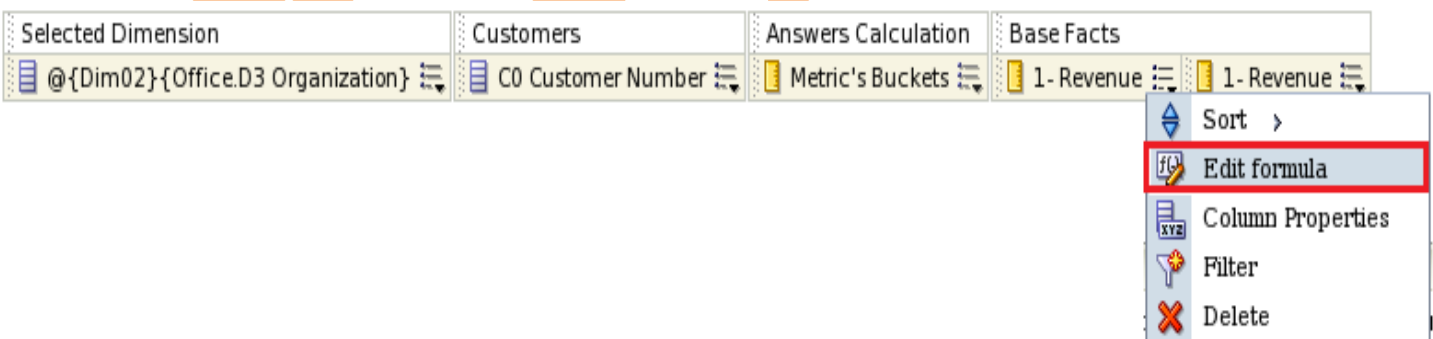 Selected Dimension Customers Answers Calculation Base Facts
@{Dim02}{Office.D3 Organization} C0 Customer Number Metric's Buckets 1- Revenue 1- Revenue
Sort
f(.) Edit formula
XYZ Column Properties
Filter
Delete